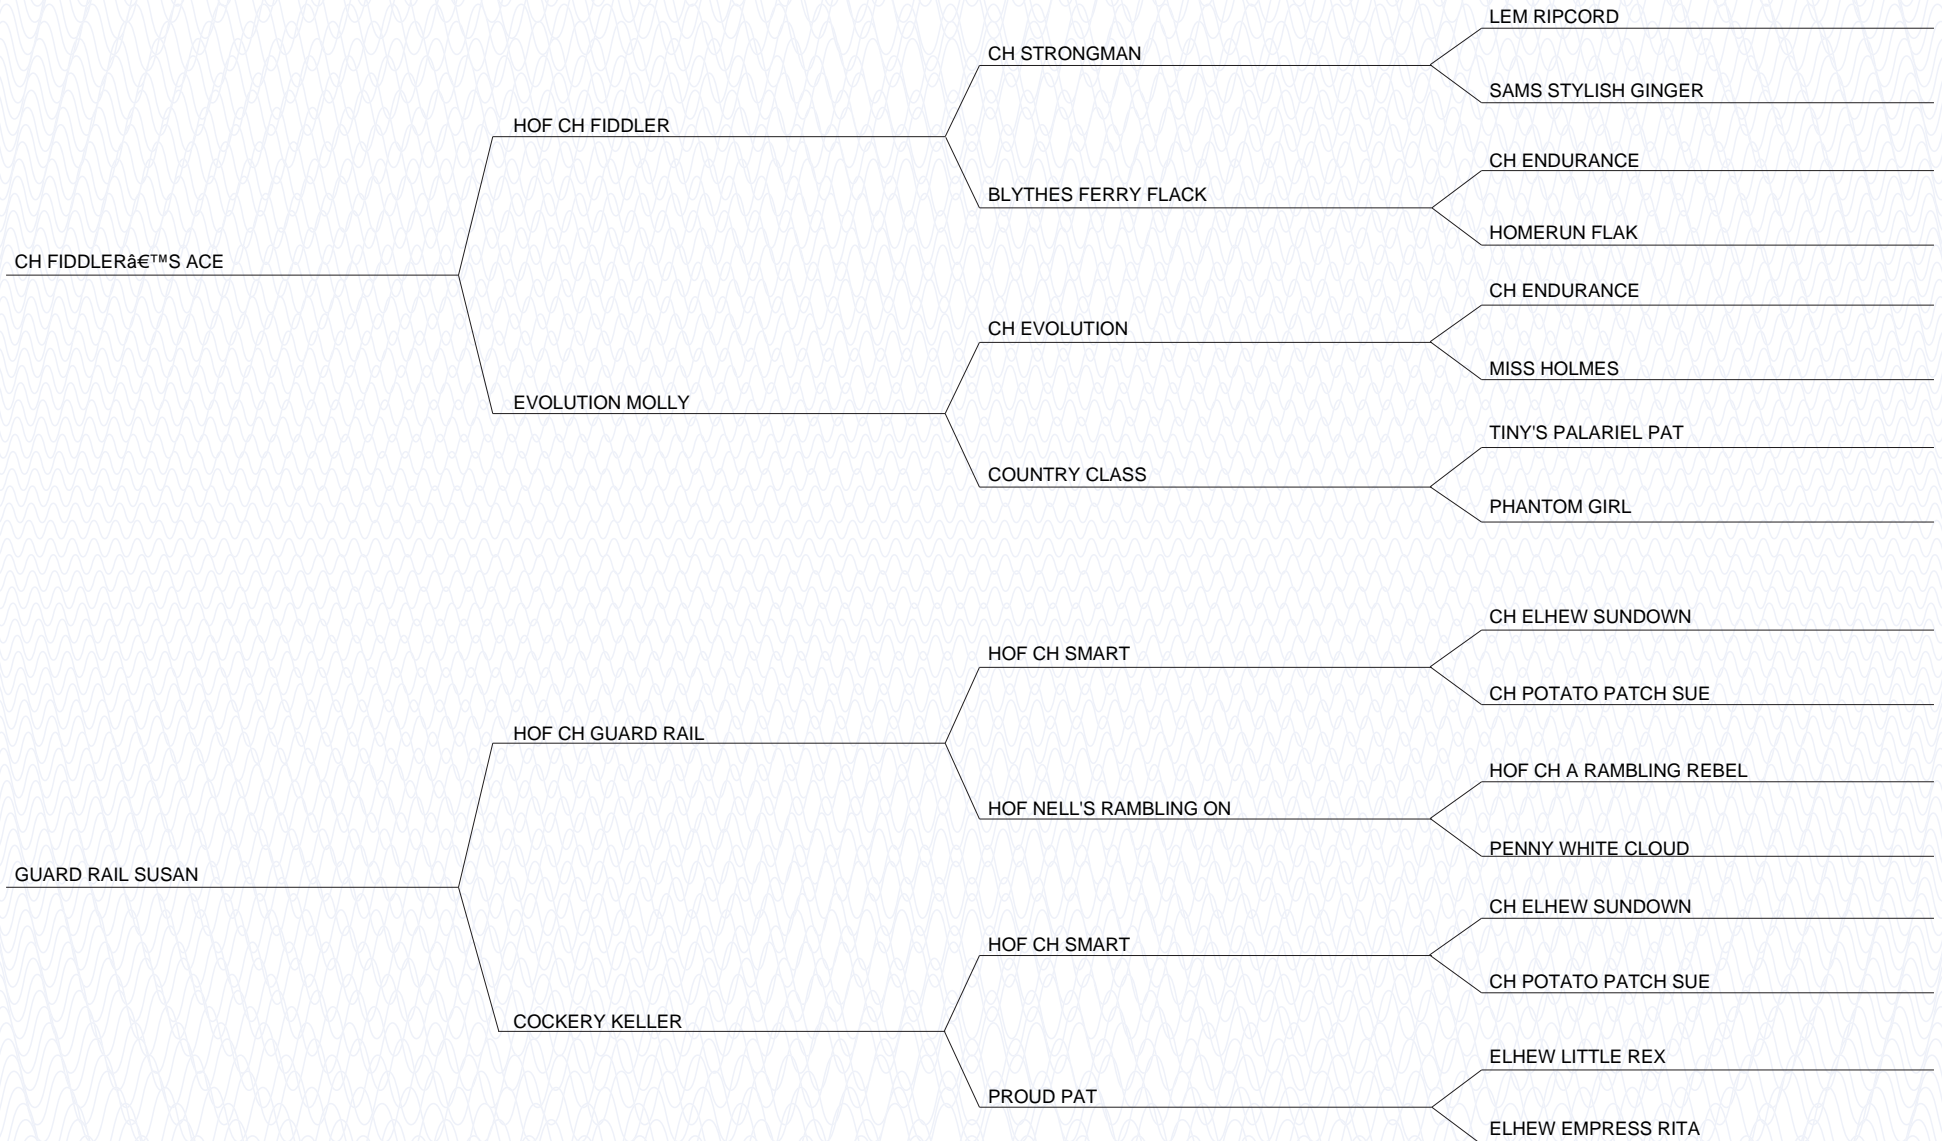 LEM RIPCORD
CH STRONGMAN
SAMS STYLISH GINGER
HOF CH FIDDLER
CH ENDURANCE
BLYTHES FERRY FLACK
HOMERUN FLAK
CH FIDDLERâ€™S ACE
CH ENDURANCE
CH EVOLUTION
MISS HOLMES
EVOLUTION MOLLY
TINY'S PALARIEL PAT
COUNTRY CLASS
PHANTOM GIRL
CH ELHEW SUNDOWN
HOF CH SMART
CH POTATO PATCH SUE
HOF CH GUARD RAIL
HOF CH A RAMBLING REBEL
HOF NELL'S RAMBLING ON
PENNY WHITE CLOUD
GUARD RAIL SUSAN
CH ELHEW SUNDOWN
HOF CH SMART
CH POTATO PATCH SUE
COCKERY KELLER
ELHEW LITTLE REX
PROUD PAT
ELHEW EMPRESS RITA